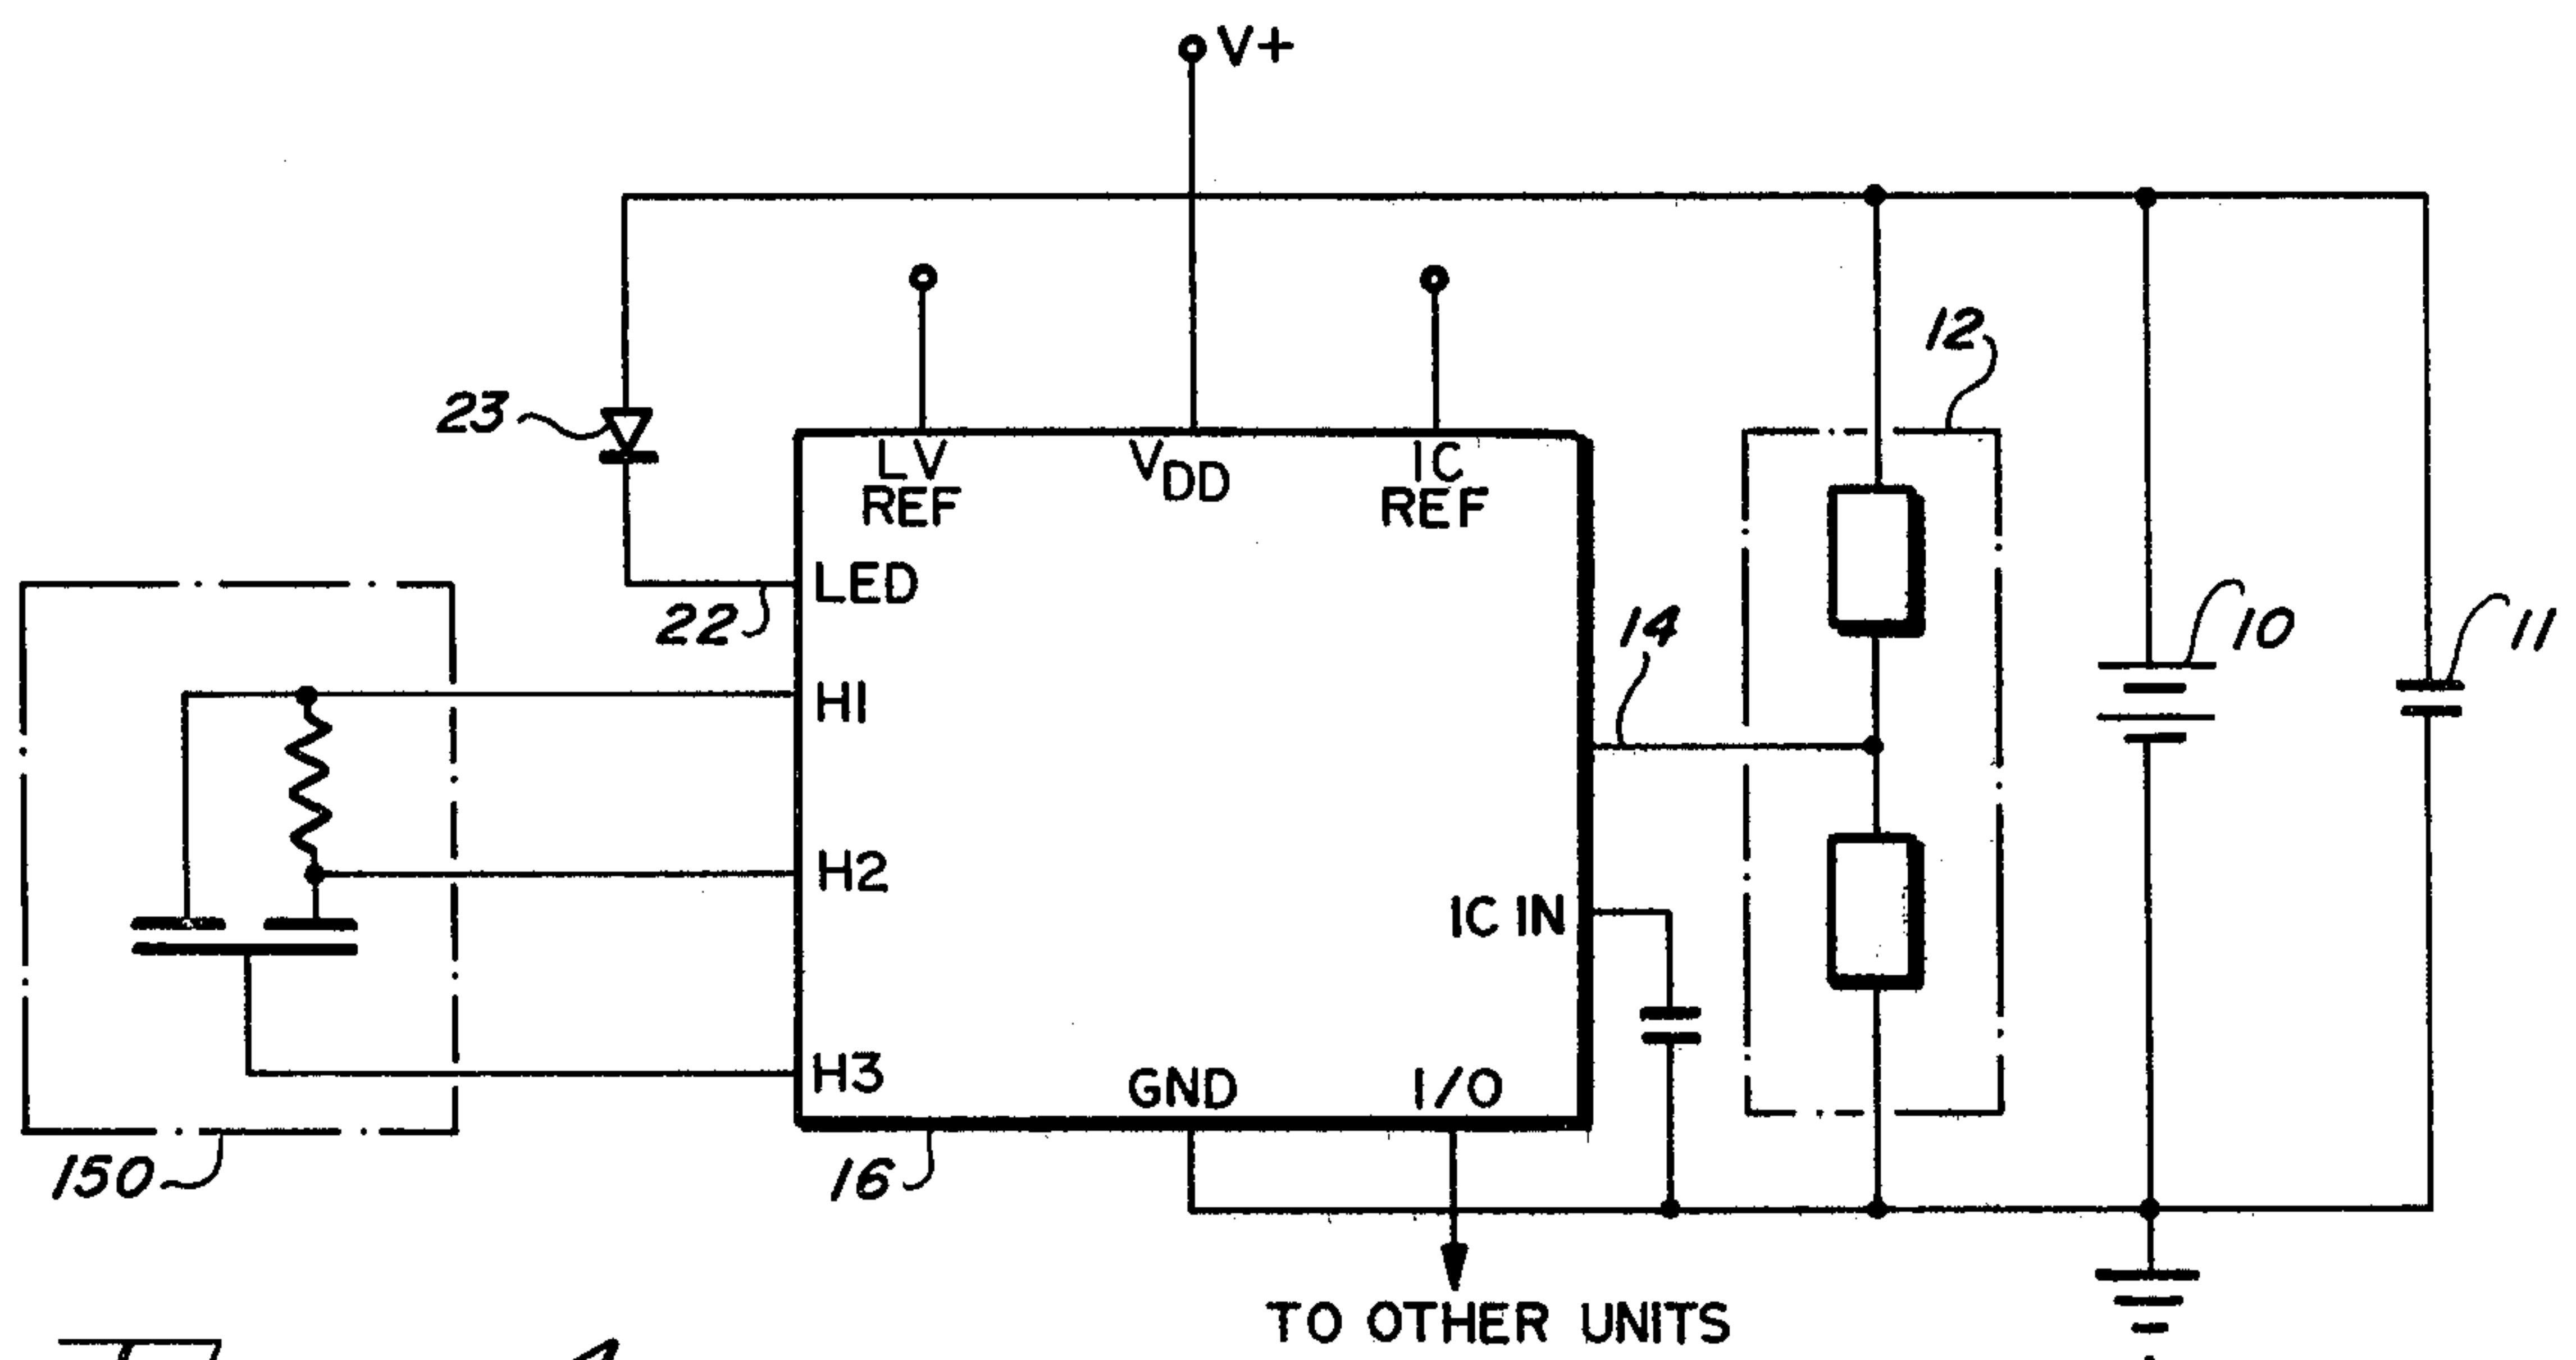 V+
12
23
LV REF
VDD
IC REF
LED
22
14
10
11
H1
H2
IC IN
H3
GND
I/O
150
16
TO OTHER UNITS